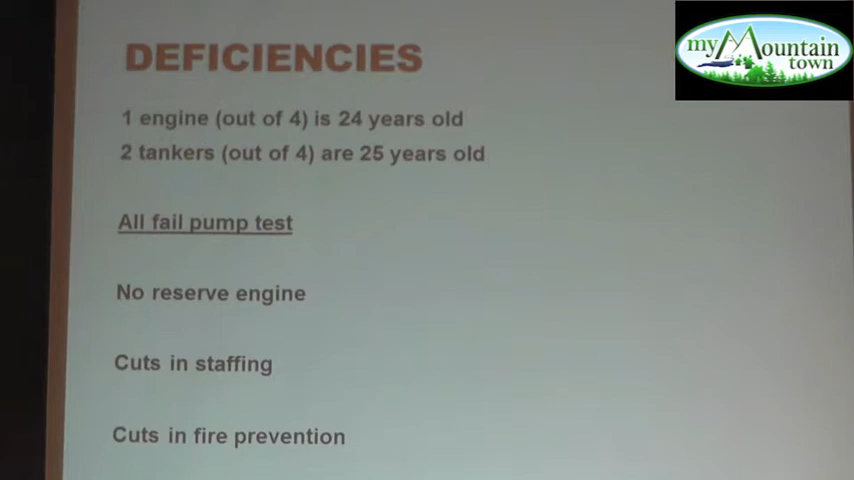 DEFICIENCIES
my Mountain
town
1 engine (out of 4) is 24 years old
2 tankers (out of 4) are 25 years old
All fail pump test
No reserve engine
Cuts in staffing
Cuts in fire prevention